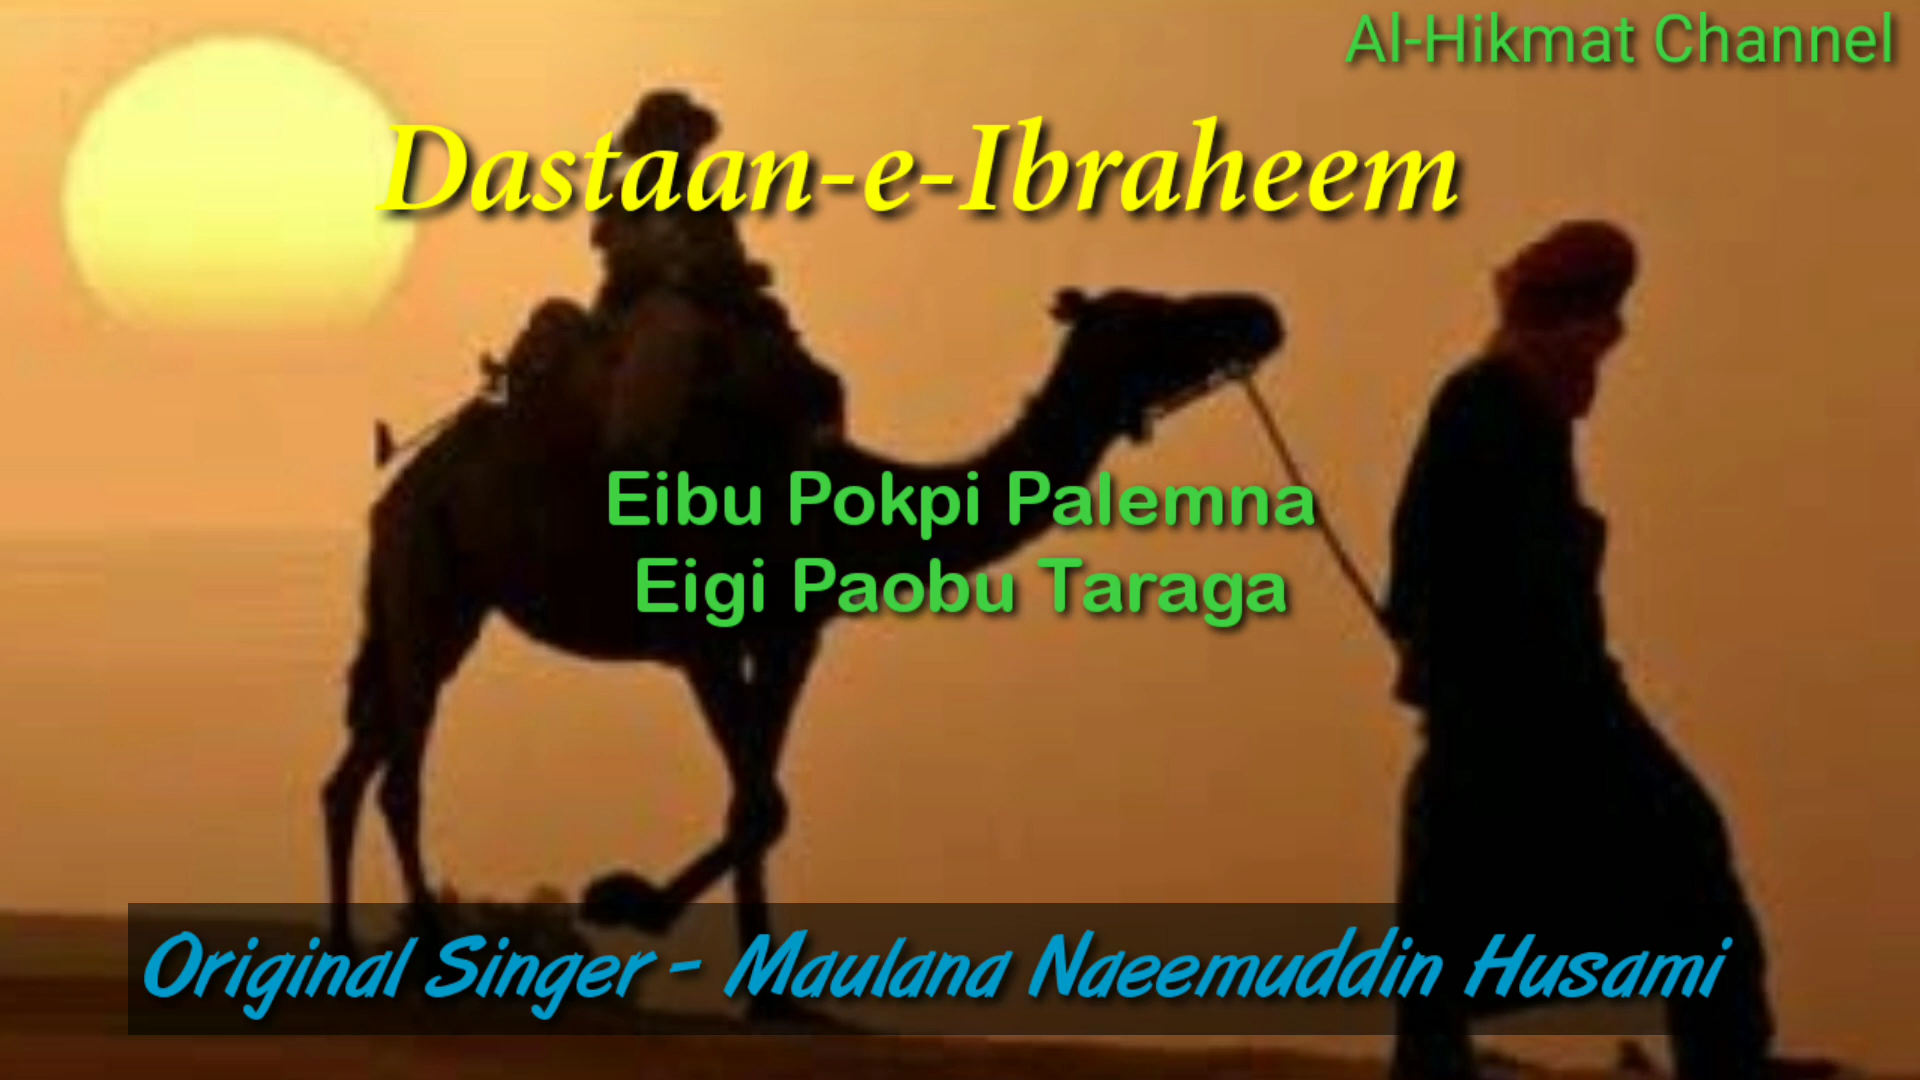 Al-Hikmat Channel
Dastaan-e-Ibraheem
Eibu Pokpi Palemna
Eigi Paobu Taraga
Original Singer - Maulana Naeemuddin Husami